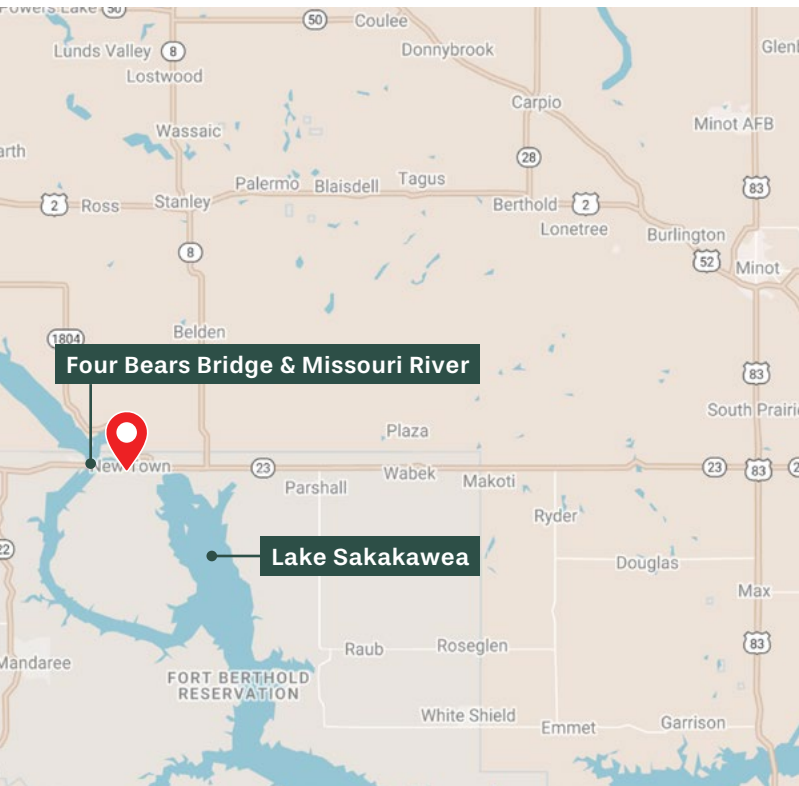 Powers Lake
50
50
Coulee
Lunds Valley
8
Donnybrook
Lostwood
Carpio
Minot AFB
Wassaic
28
Palermo
Blaisdell
Tagus
83
2
Ross
Stanley
Berthold
2
Lonetree
Burlington
8
52
Minot
Belden
1804
Four Bears Bridge & Missouri River
83
South Prairie
Plaza
New Town
23
Wabek
23
83
Parshall
Makoti
Ryder
Lake Sakakawea
Douglas
Max
83
Raub
Roseglen
Mandaree
FORT BERTHOLD
RESERVATION
White Shield
Emmet
Garrison